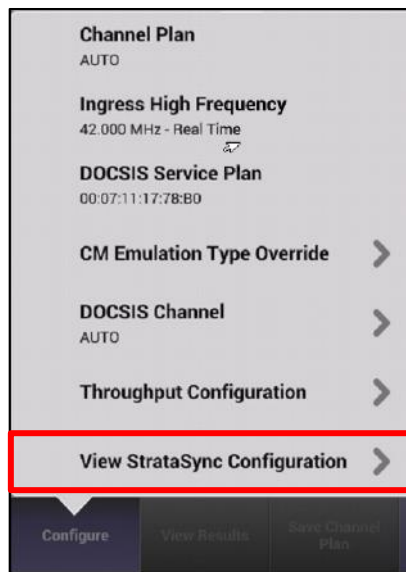 Channel Plan
AUTO
Ingress High Frequency
42.000 MHz - Real Time
DOCSIS Service Plan
00:07:11:17:78:B0
CM Emulation Type Override
DOCSIS Channel
AUTO
Throughput Configuration
View StrataSync Configuration
Configure
View Results
Save Channel
Plan